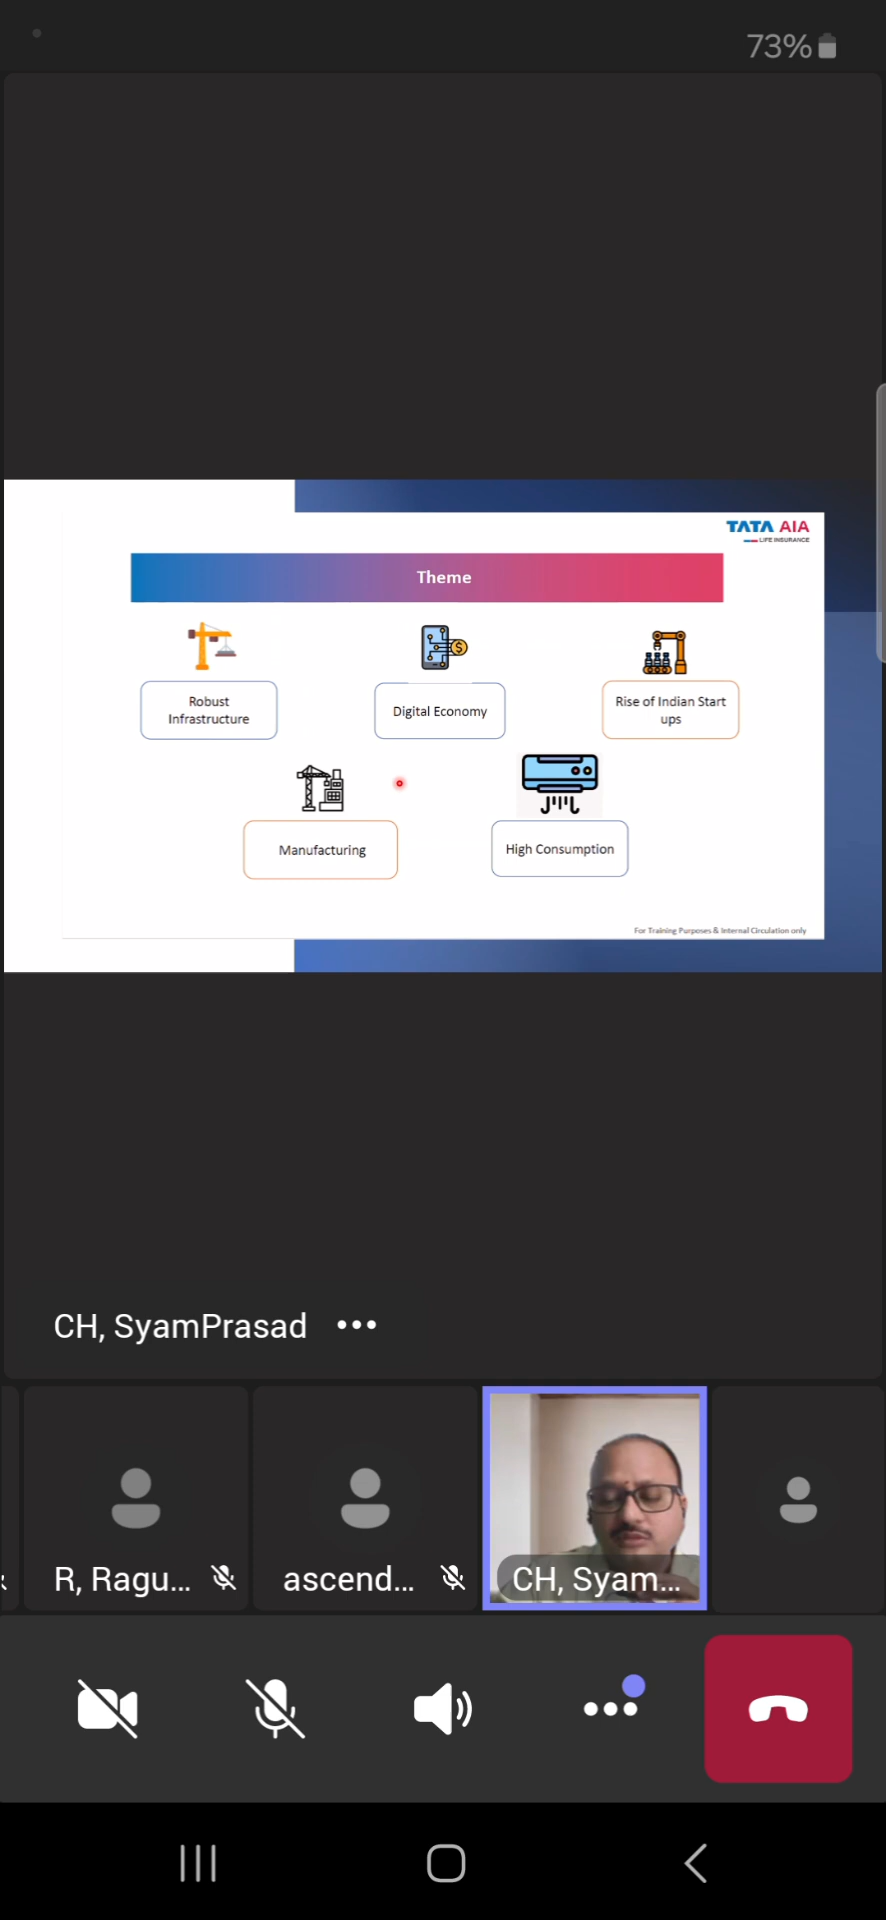 73%
TATA AIA
LIFE INSURANCE
Theme
Robust
Infrastructure
Digital Economy
Rise of Indian Start
ups
Manufacturing
High Consumption
For Training Purposes & Internal Circulation only
CH, SyamPrasad
R, Ragu...
ascend...
CH, Syam...